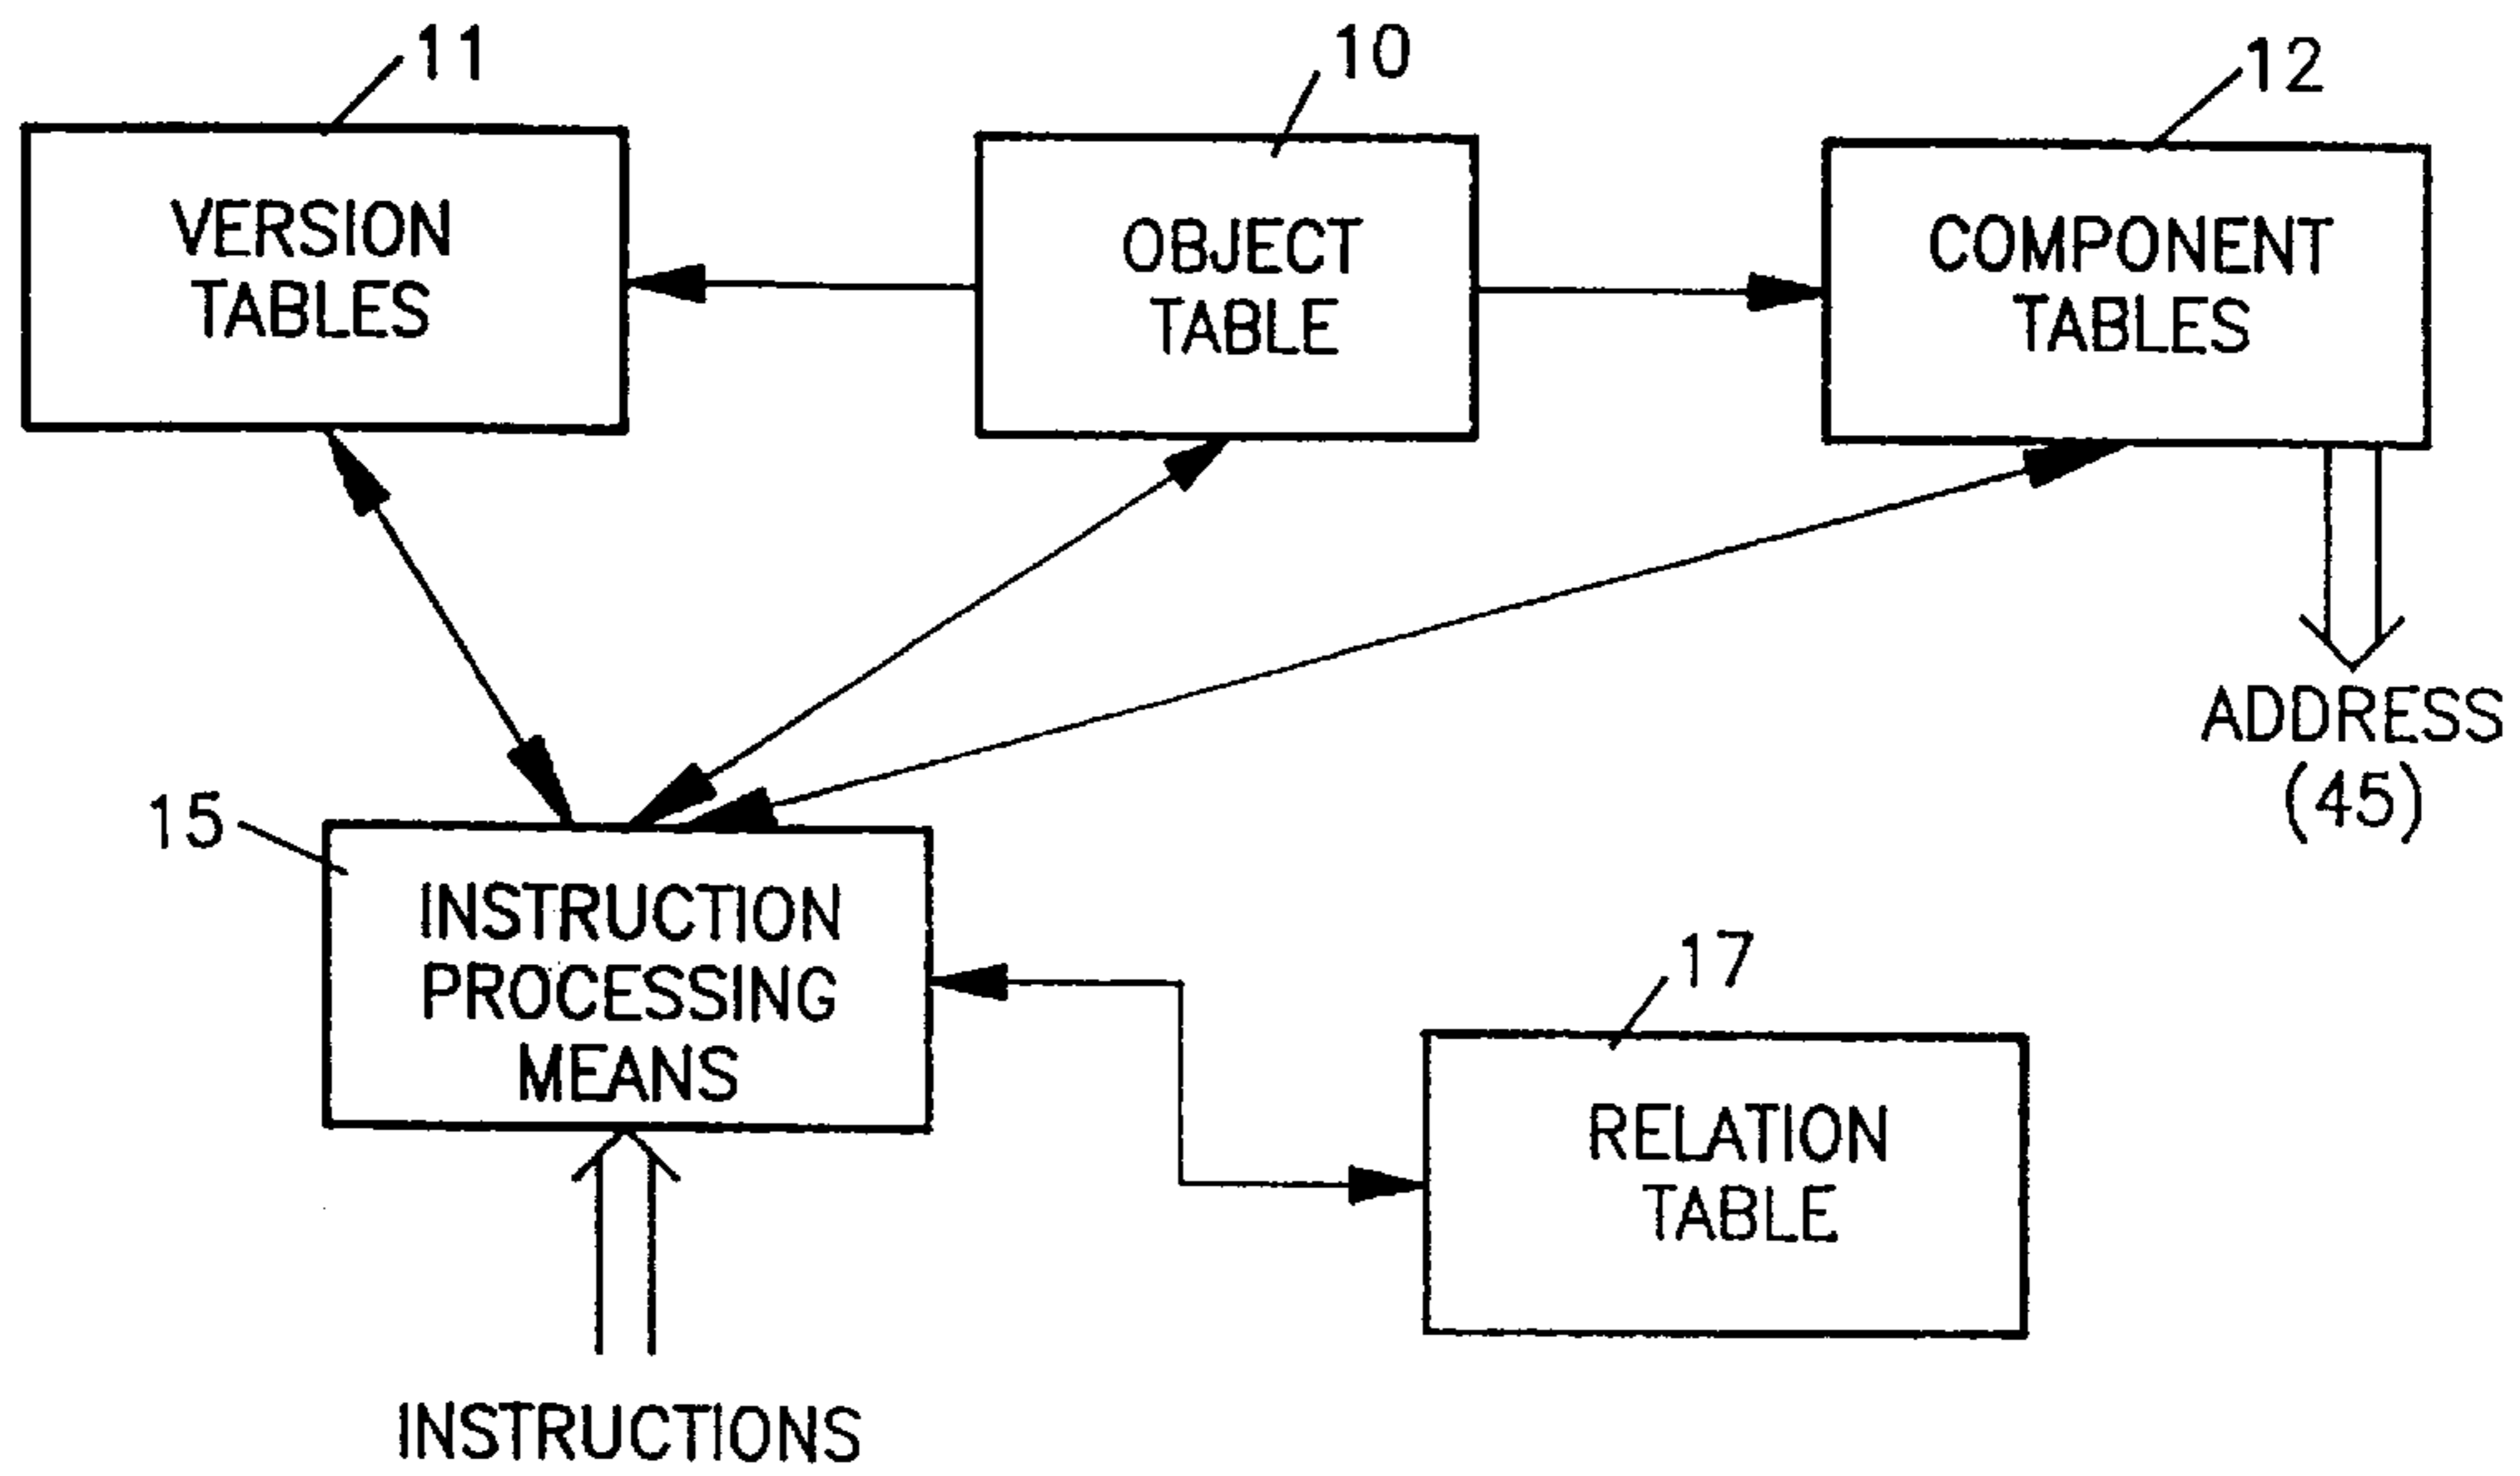 11
10
12
VERSION
TABLES
OBJECT
TABLE
COMPONENT
TABLES
ADDRESS
(45)
15
INSTRUCTION
PROCESSING
MEANS
17
RELATION
TABLE
INSTRUCTIONS